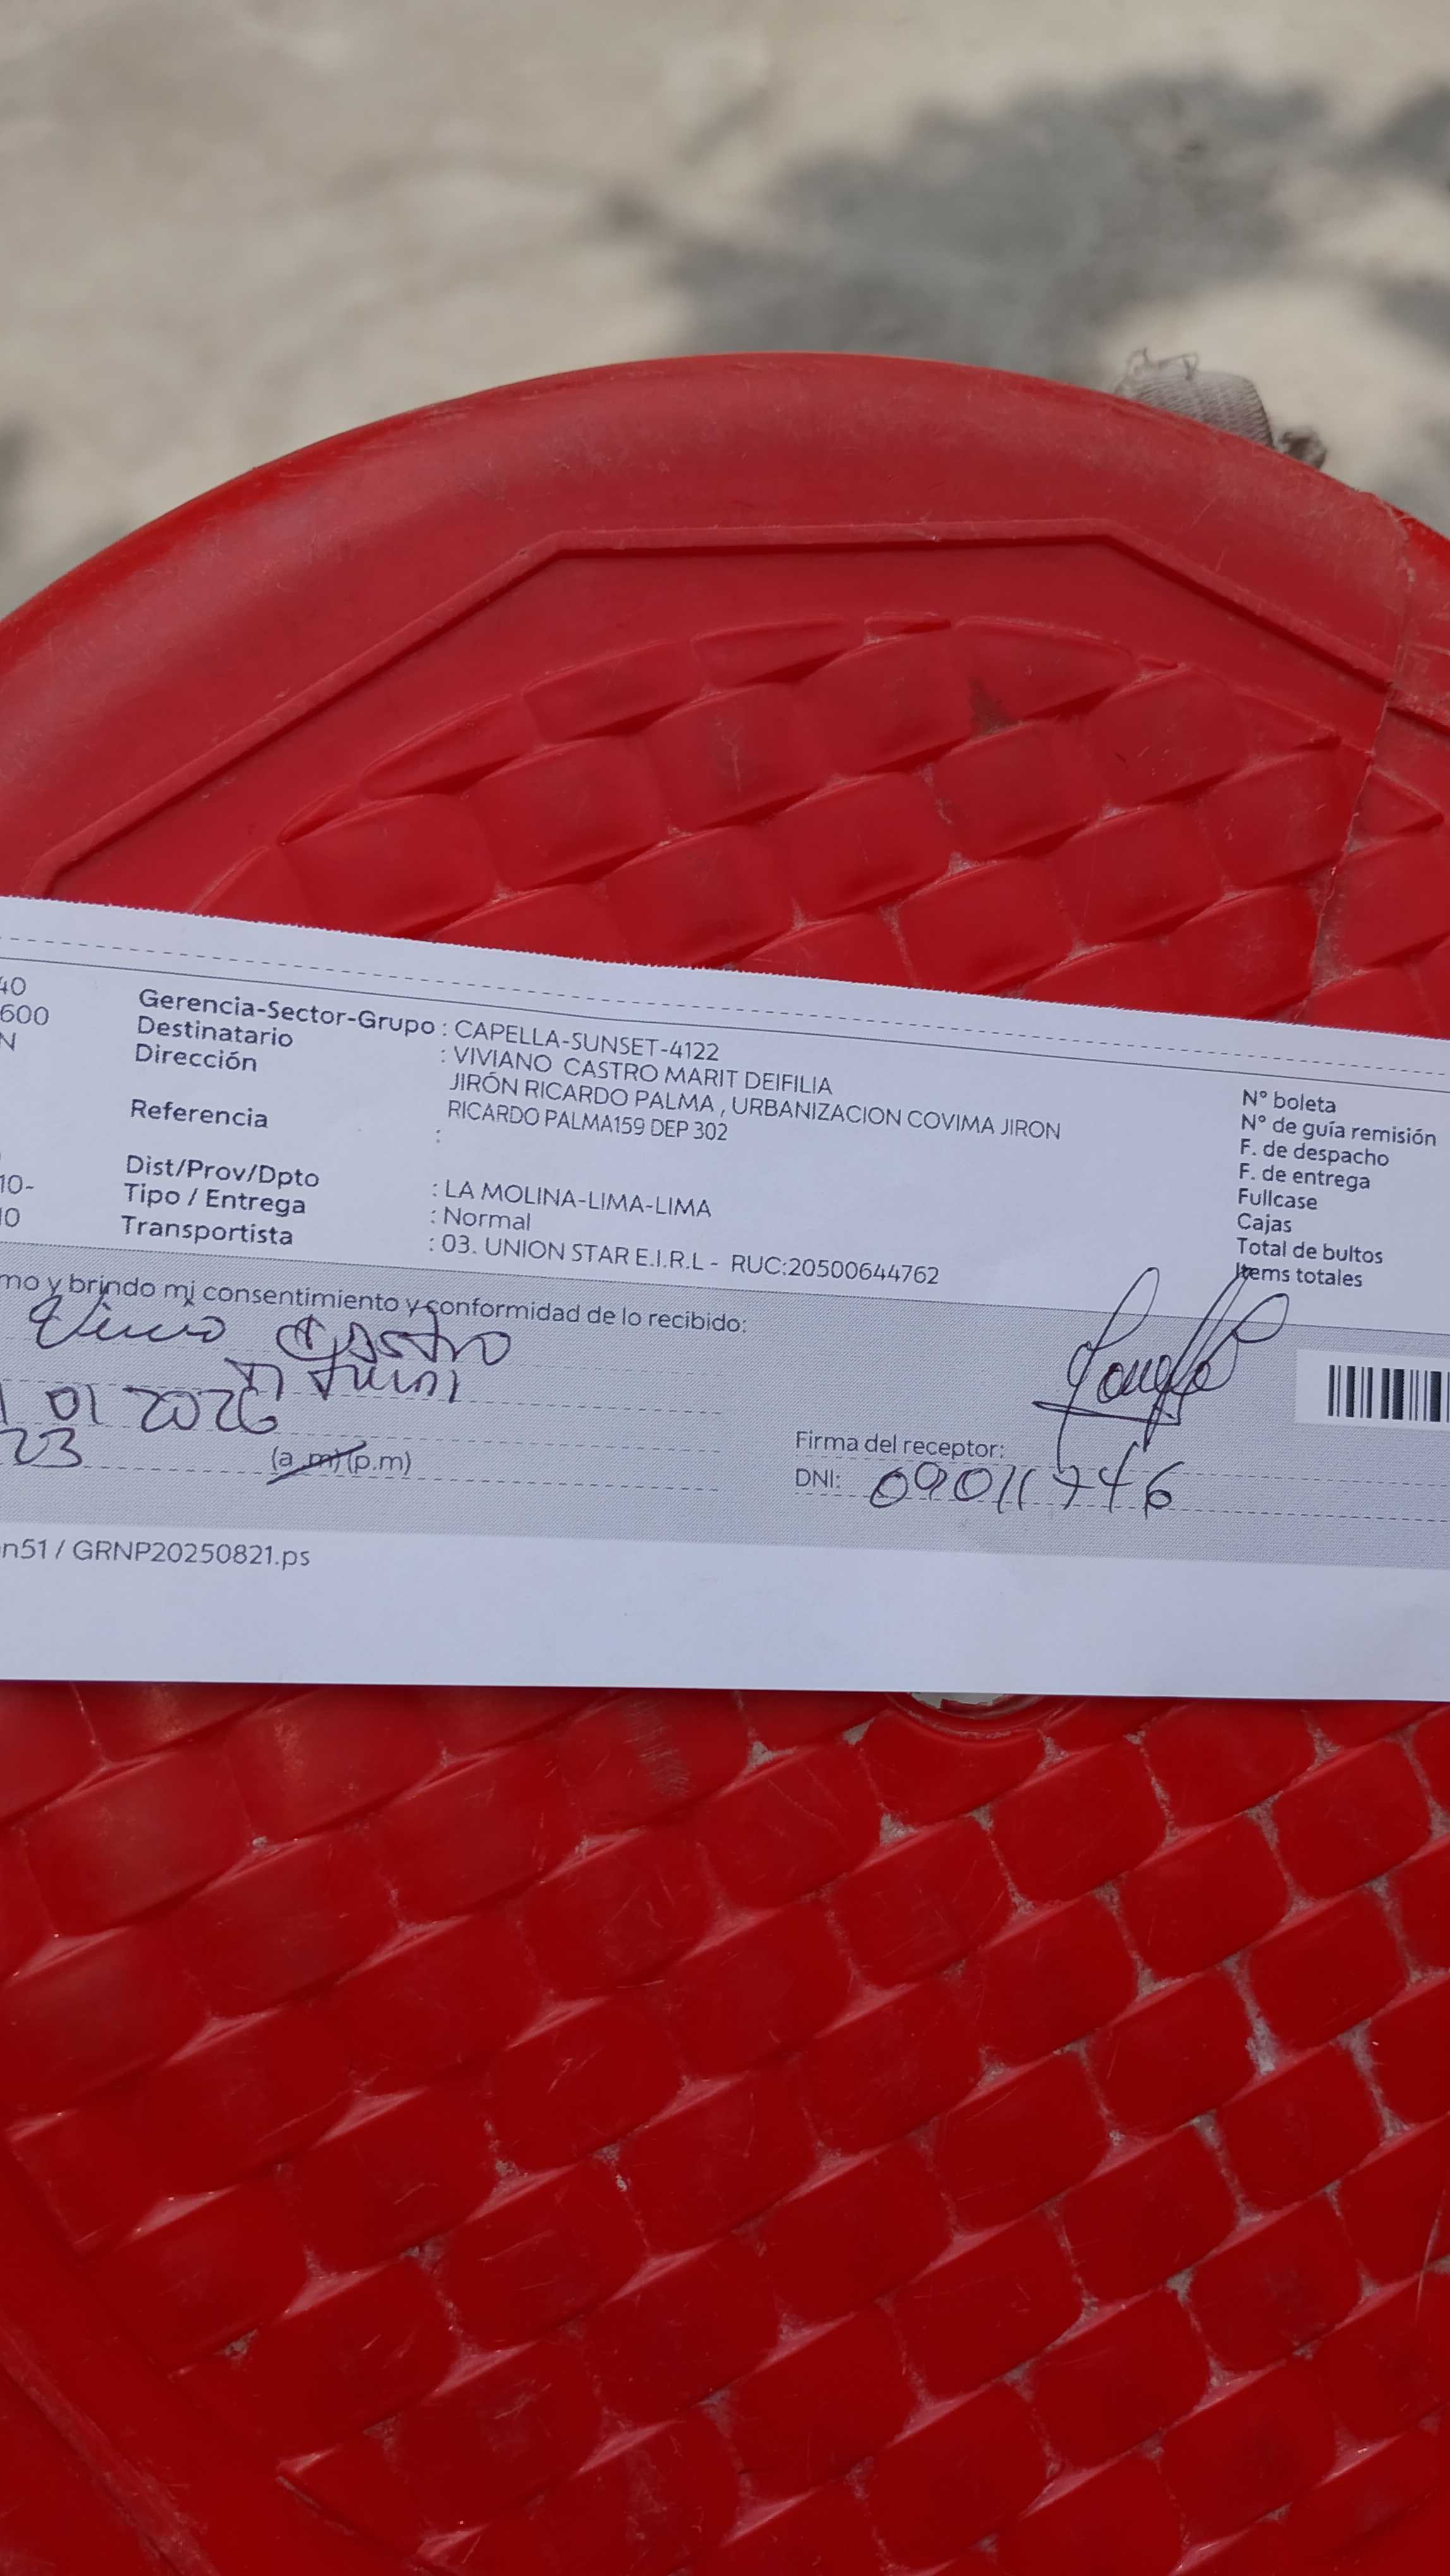 40
600
N
10-
10
Gerencia-Sector-Grupo : CAPELLA-SUNSET-4122
Destinatario : VIVIANO CASTRO MARIT DEIFILIA
Dirección JIRÓN RICARDO PALMA , URBANIZACION COVIMA JIRON
RICARDO PALMA159 DEP 302
Referencia :
Dist/Prov/Dpto : LA MOLINA-LIMA-LIMA
Tipo / Entrega : Normal
Transportista : 03. UNION STAR E.I.R.L - RUC:20500644762
N° boleta
N° de guía remisión
F. de despacho
F. de entrega
Fullcase
Cajas
Total de bultos
Items totales
mo y brindo mi consentimiento y conformidad de lo recibido:
Castro
01 2026
23 (a.m) (p.m)
Firma del receptor:
DNI: 09011746
n51 / GRNP20250821.ps